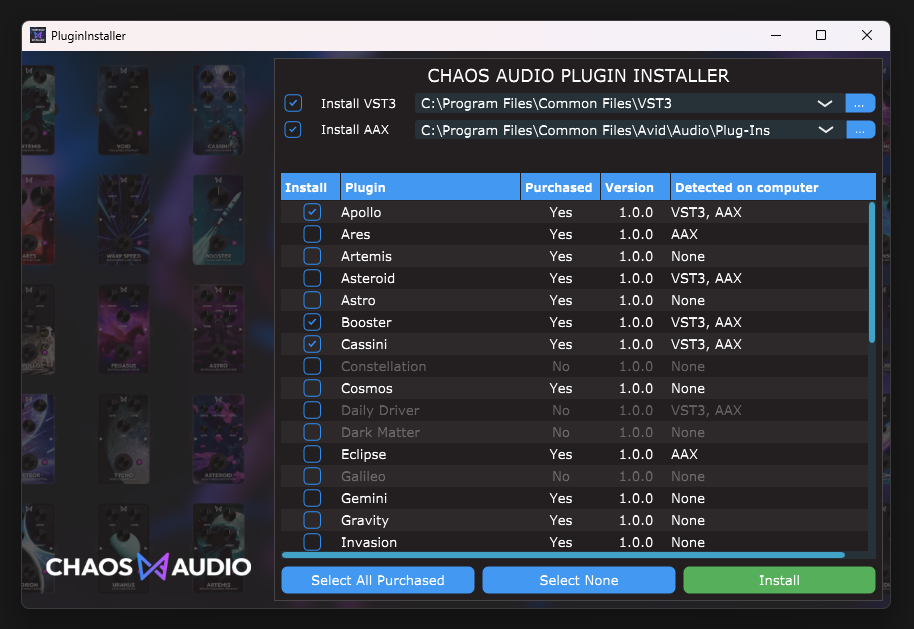 PluginInstaller
CHAOS AUDIO PLUGIN INSTALLER
Install VST3 C:\Program Files\Common Files\VST3 ...
Install AAX C:\Program Files\Common Files\Avid\Audio\Plug-Ins ...
Install Plugin Purchased Version Detected on computer
Apollo Yes 1.0.0 VST3, AAX
Ares Yes 1.0.0 AAX
Artemis Yes 1.0.0 None
Asteroid Yes 1.0.0 VST3, AAX
Astro Yes 1.0.0 None
Booster Yes 1.0.0 VST3, AAX
Cassini Yes 1.0.0 VST3, AAX
Constellation No 1.0.0 None
Cosmos Yes 1.0.0 None
Daily Driver No 1.0.0 VST3, AAX
Dark Matter No 1.0.0 None
Eclipse Yes 1.0.0 AAX
Galileo No 1.0.0 None
Gemini Yes 1.0.0 None
Gravity Yes 1.0.0 None
Invasion Yes 1.0.0 None
Select All Purchased Select None Install
VOID CASSINI
WARP SPEED BOOSTER
PEGASUS ASTRO
TYCHO ASTEROID
CHAOS AUDIO
URANUS ARTEMIS